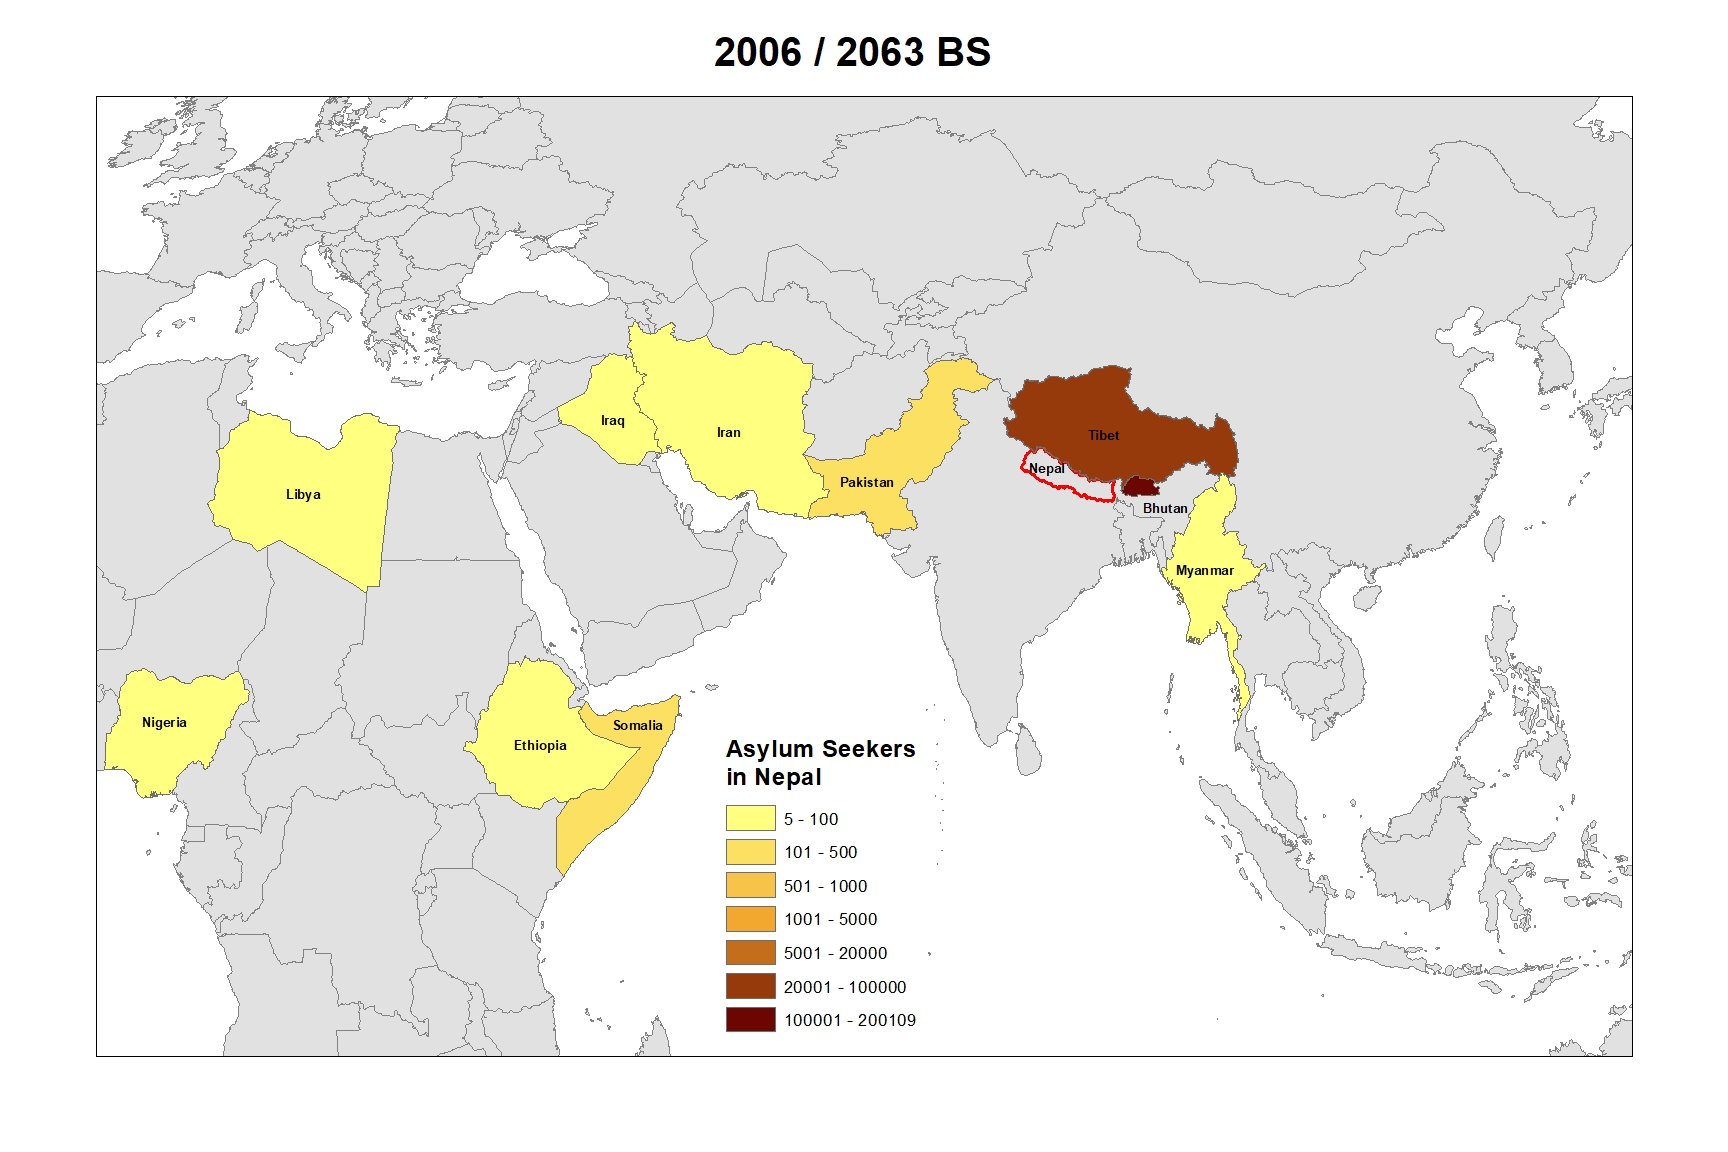 2006 / 2063 BS
Iraq
Iran
Tibet
Nepal
Pakistan
Libya
Bhutan
Myanmar
Nigeria
Somalia
Ethiopia
Asylum Seekers
in Nepal
5 - 100
101 - 500
501 - 1000
1001 - 5000
5001 - 20000
20001 - 100000
100001 - 200109